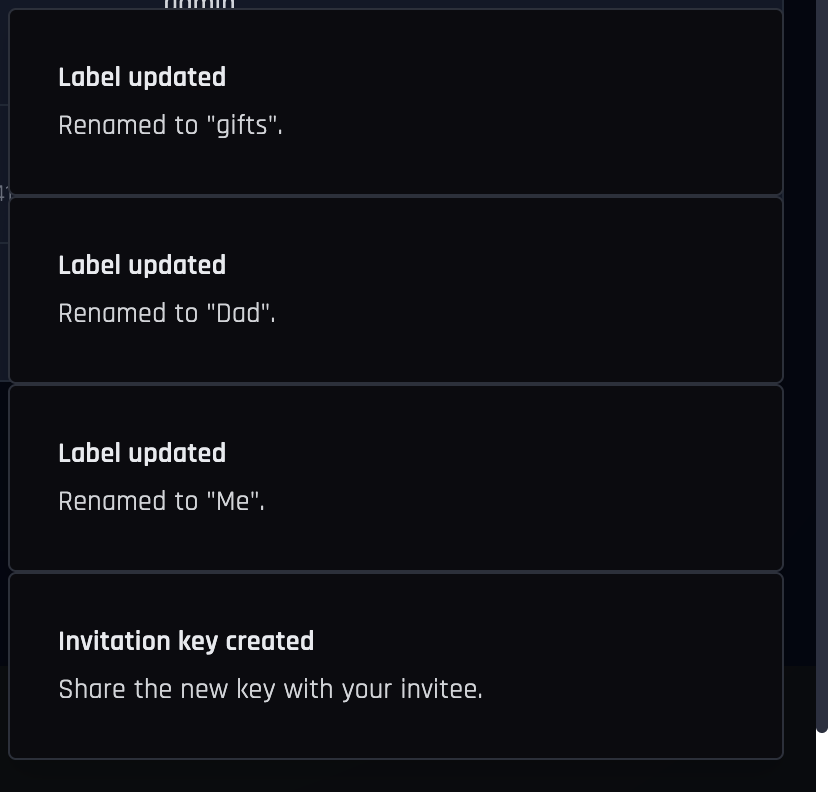 Label updated
Renamed to "gifts".
Label updated
Renamed to "Dad".
Label updated
Renamed to "Me".
Invitation key created
Share the new key with your invitee.